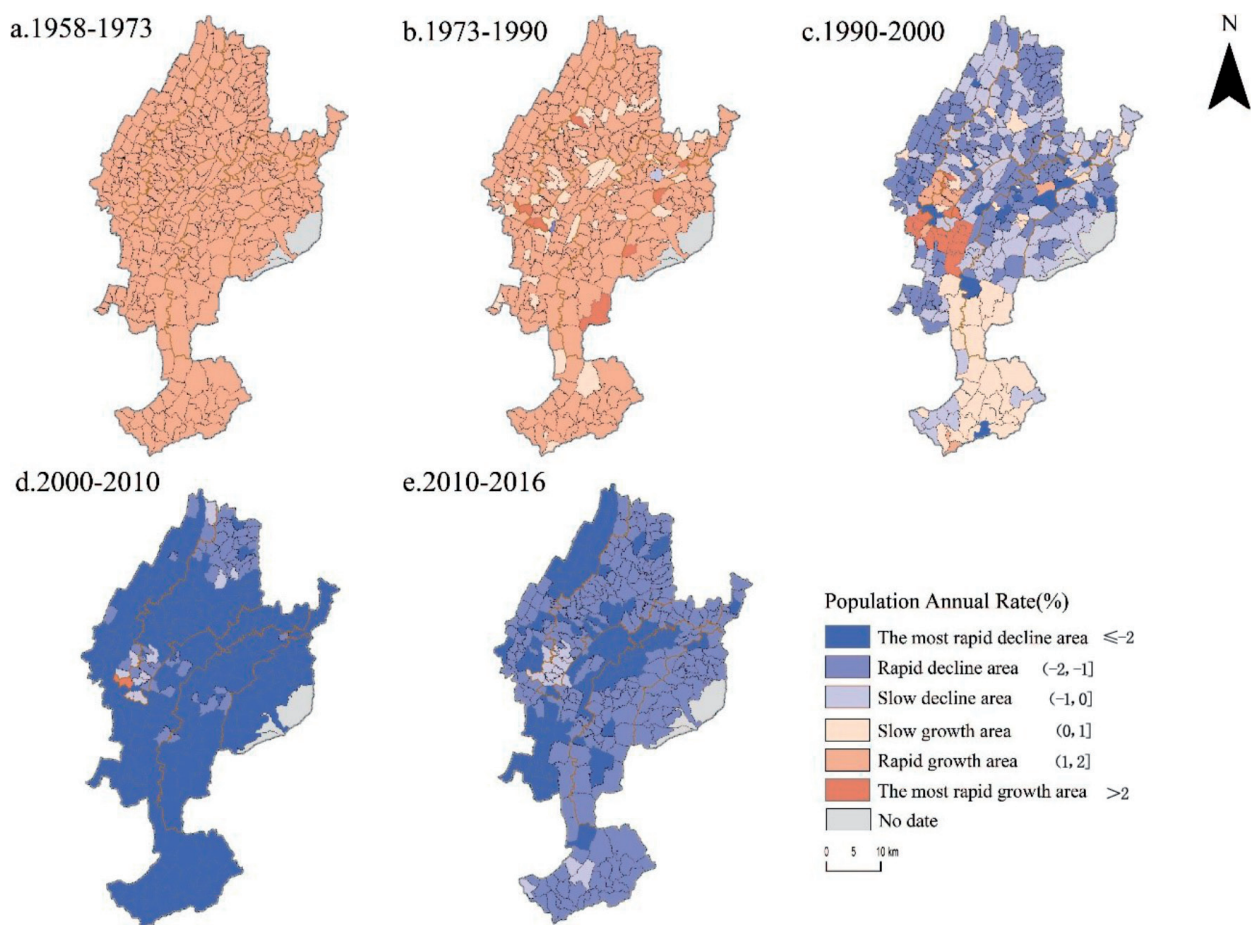 a.1958-1973
b.1973-1990
c.1990-2000
N
d.2000-2010
e.2010-2016
Population Annual Rate(%)
The most rapid decline area ≤-2
Rapid decline area (-2, -1]
Slow decline area (-1, 0]
Slow growth area (0, 1]
Rapid growth area (1, 2]
The most rapid growth area >2
No date
0 5 10 km